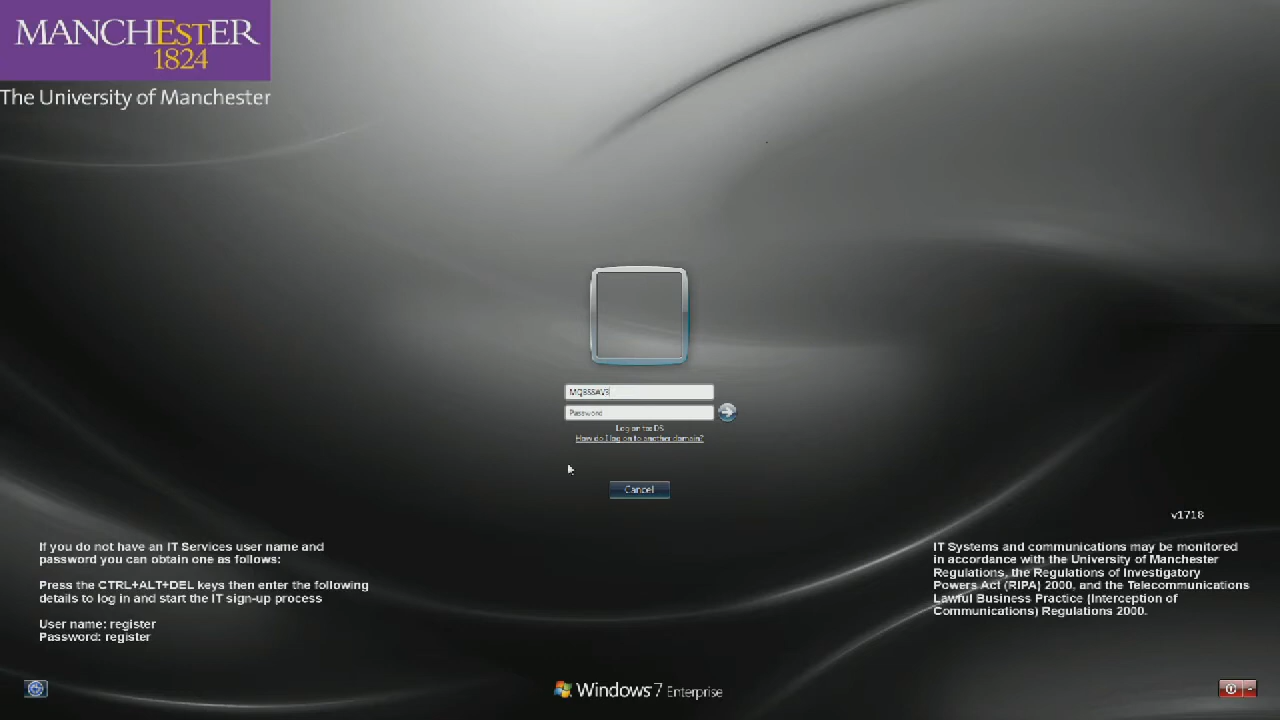 MANCHESTER
1824
The University of Manchester
Password
Log on to: DS
How do I log on to another domain?
Cancel
v1718
If you do not have an IT Services user name and
password you can obtain one as follows:
Press the CTRL+ALT+DEL keys then enter the following
details to log in and start the IT sign-up process
User name: register
Password: register
IT Systems and communications may be monitored
in accordance with the University of Manchester
Regulations, the Regulations of Investigatory
Powers Act (RIPA) 2000, and the Telecommunications
Lawful Business Practice (Interception of
Communications) Regulations 2000.
Windows 7 Enterprise